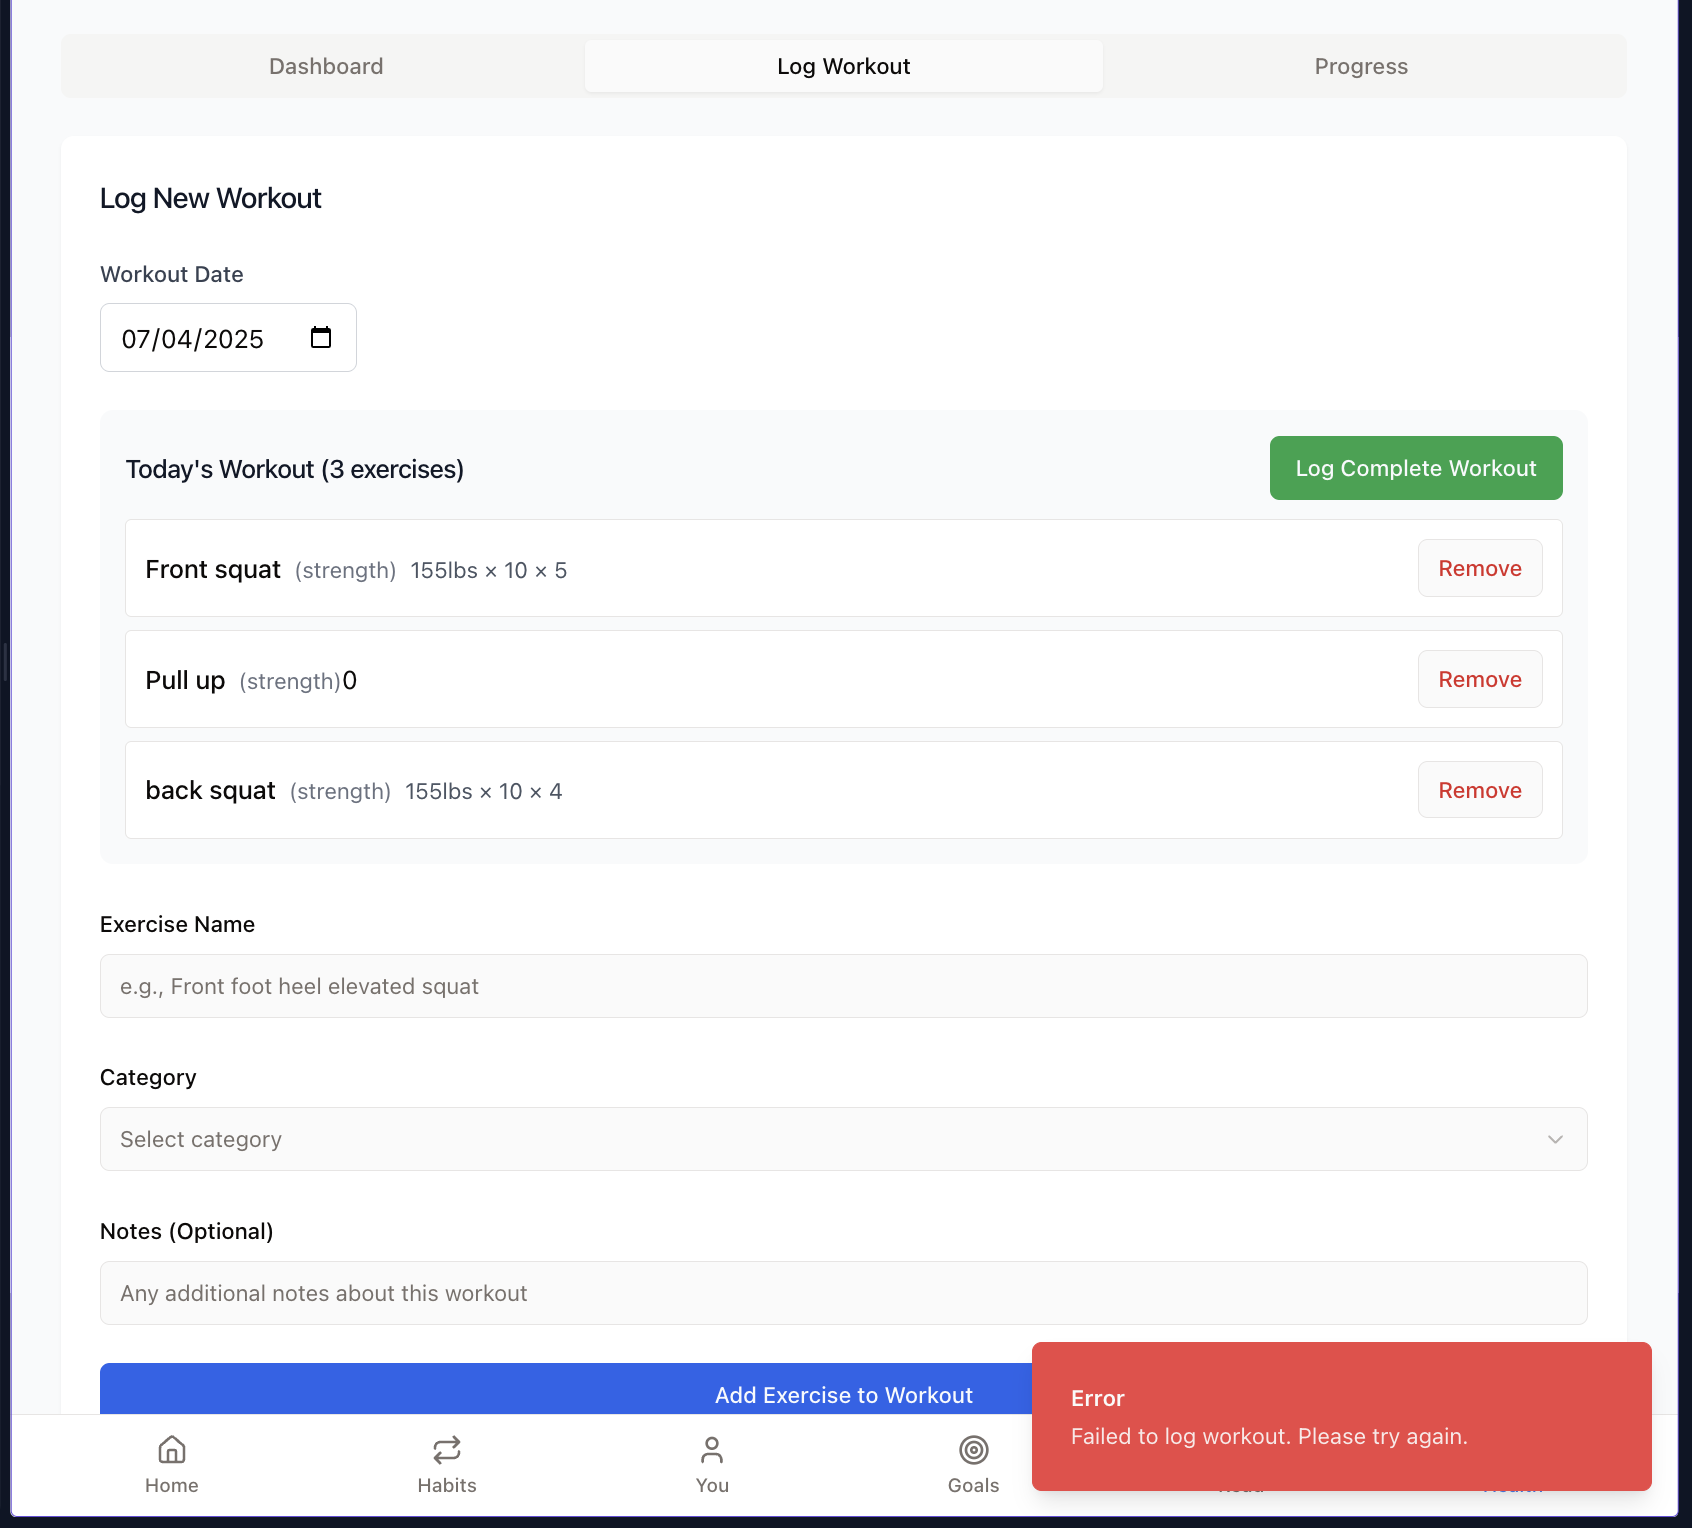 Dashboard
Log Workout
Progress
Log New Workout
Workout Date
07/04/2025
Today's Workout (3 exercises)
Log Complete Workout
Front squat (strength) 155lbs × 10 × 5
Remove
Pull up (strength)0
Remove
back squat (strength) 155lbs × 10 × 4
Remove
Exercise Name
e.g., Front foot heel elevated squat
Category
Select category
Notes (Optional)
Any additional notes about this workout
Add Exercise to Workout
Error
Failed to log workout. Please try again.
Home
Habits
You
Goals